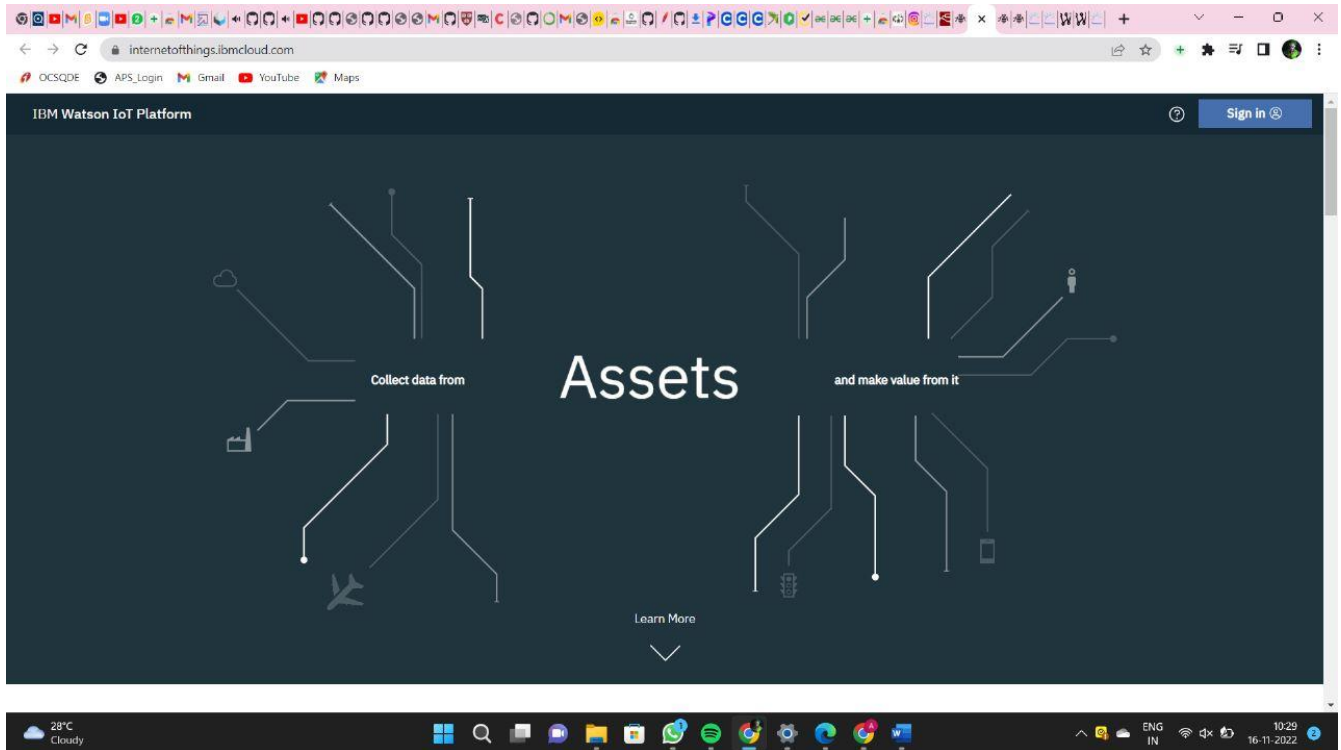 internetofthings.ibmcloud.com
OCSQDE APS_Login Gmail YouTube Maps
IBM Watson IoT Platform
Sign in
Collect data from
Assets
and make value from it
Learn More
28°C
Cloudy
ENG
IN
10:29
16-11-2022
2